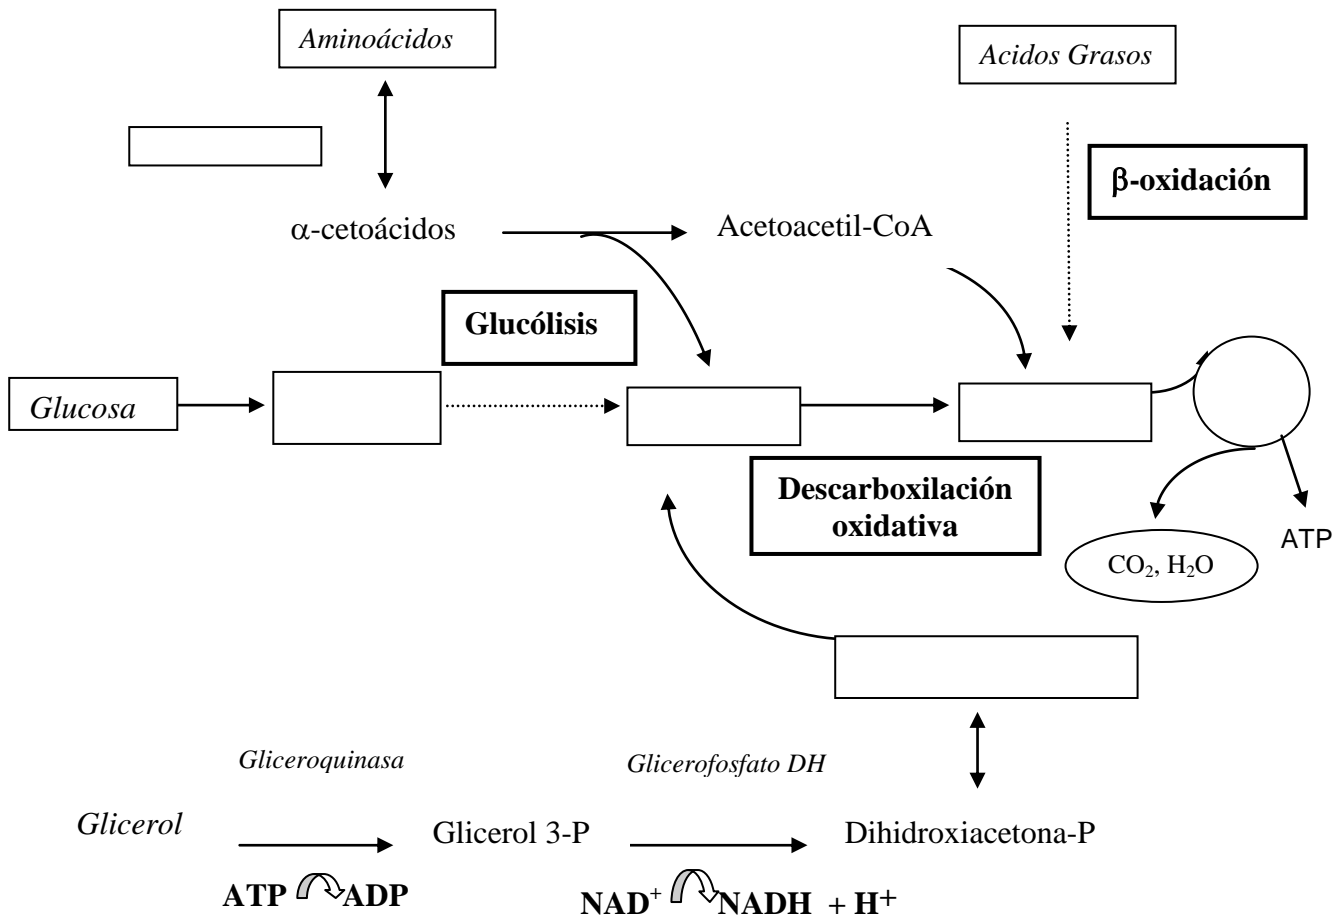 Aminoácidos
Acidos Grasos
β-oxidación
α-cetoácidos
Acetoacetil-CoA
Glucólisis
Glucosa
Descarboxilación
oxidativa
ATP
CO₂, H₂O
Gliceroquinasa
Glicerofosfato DH
Glicerol
Glicerol 3-P
Dihidroxiacetona-P
ATP ADP
NAD⁺ NADH + H⁺